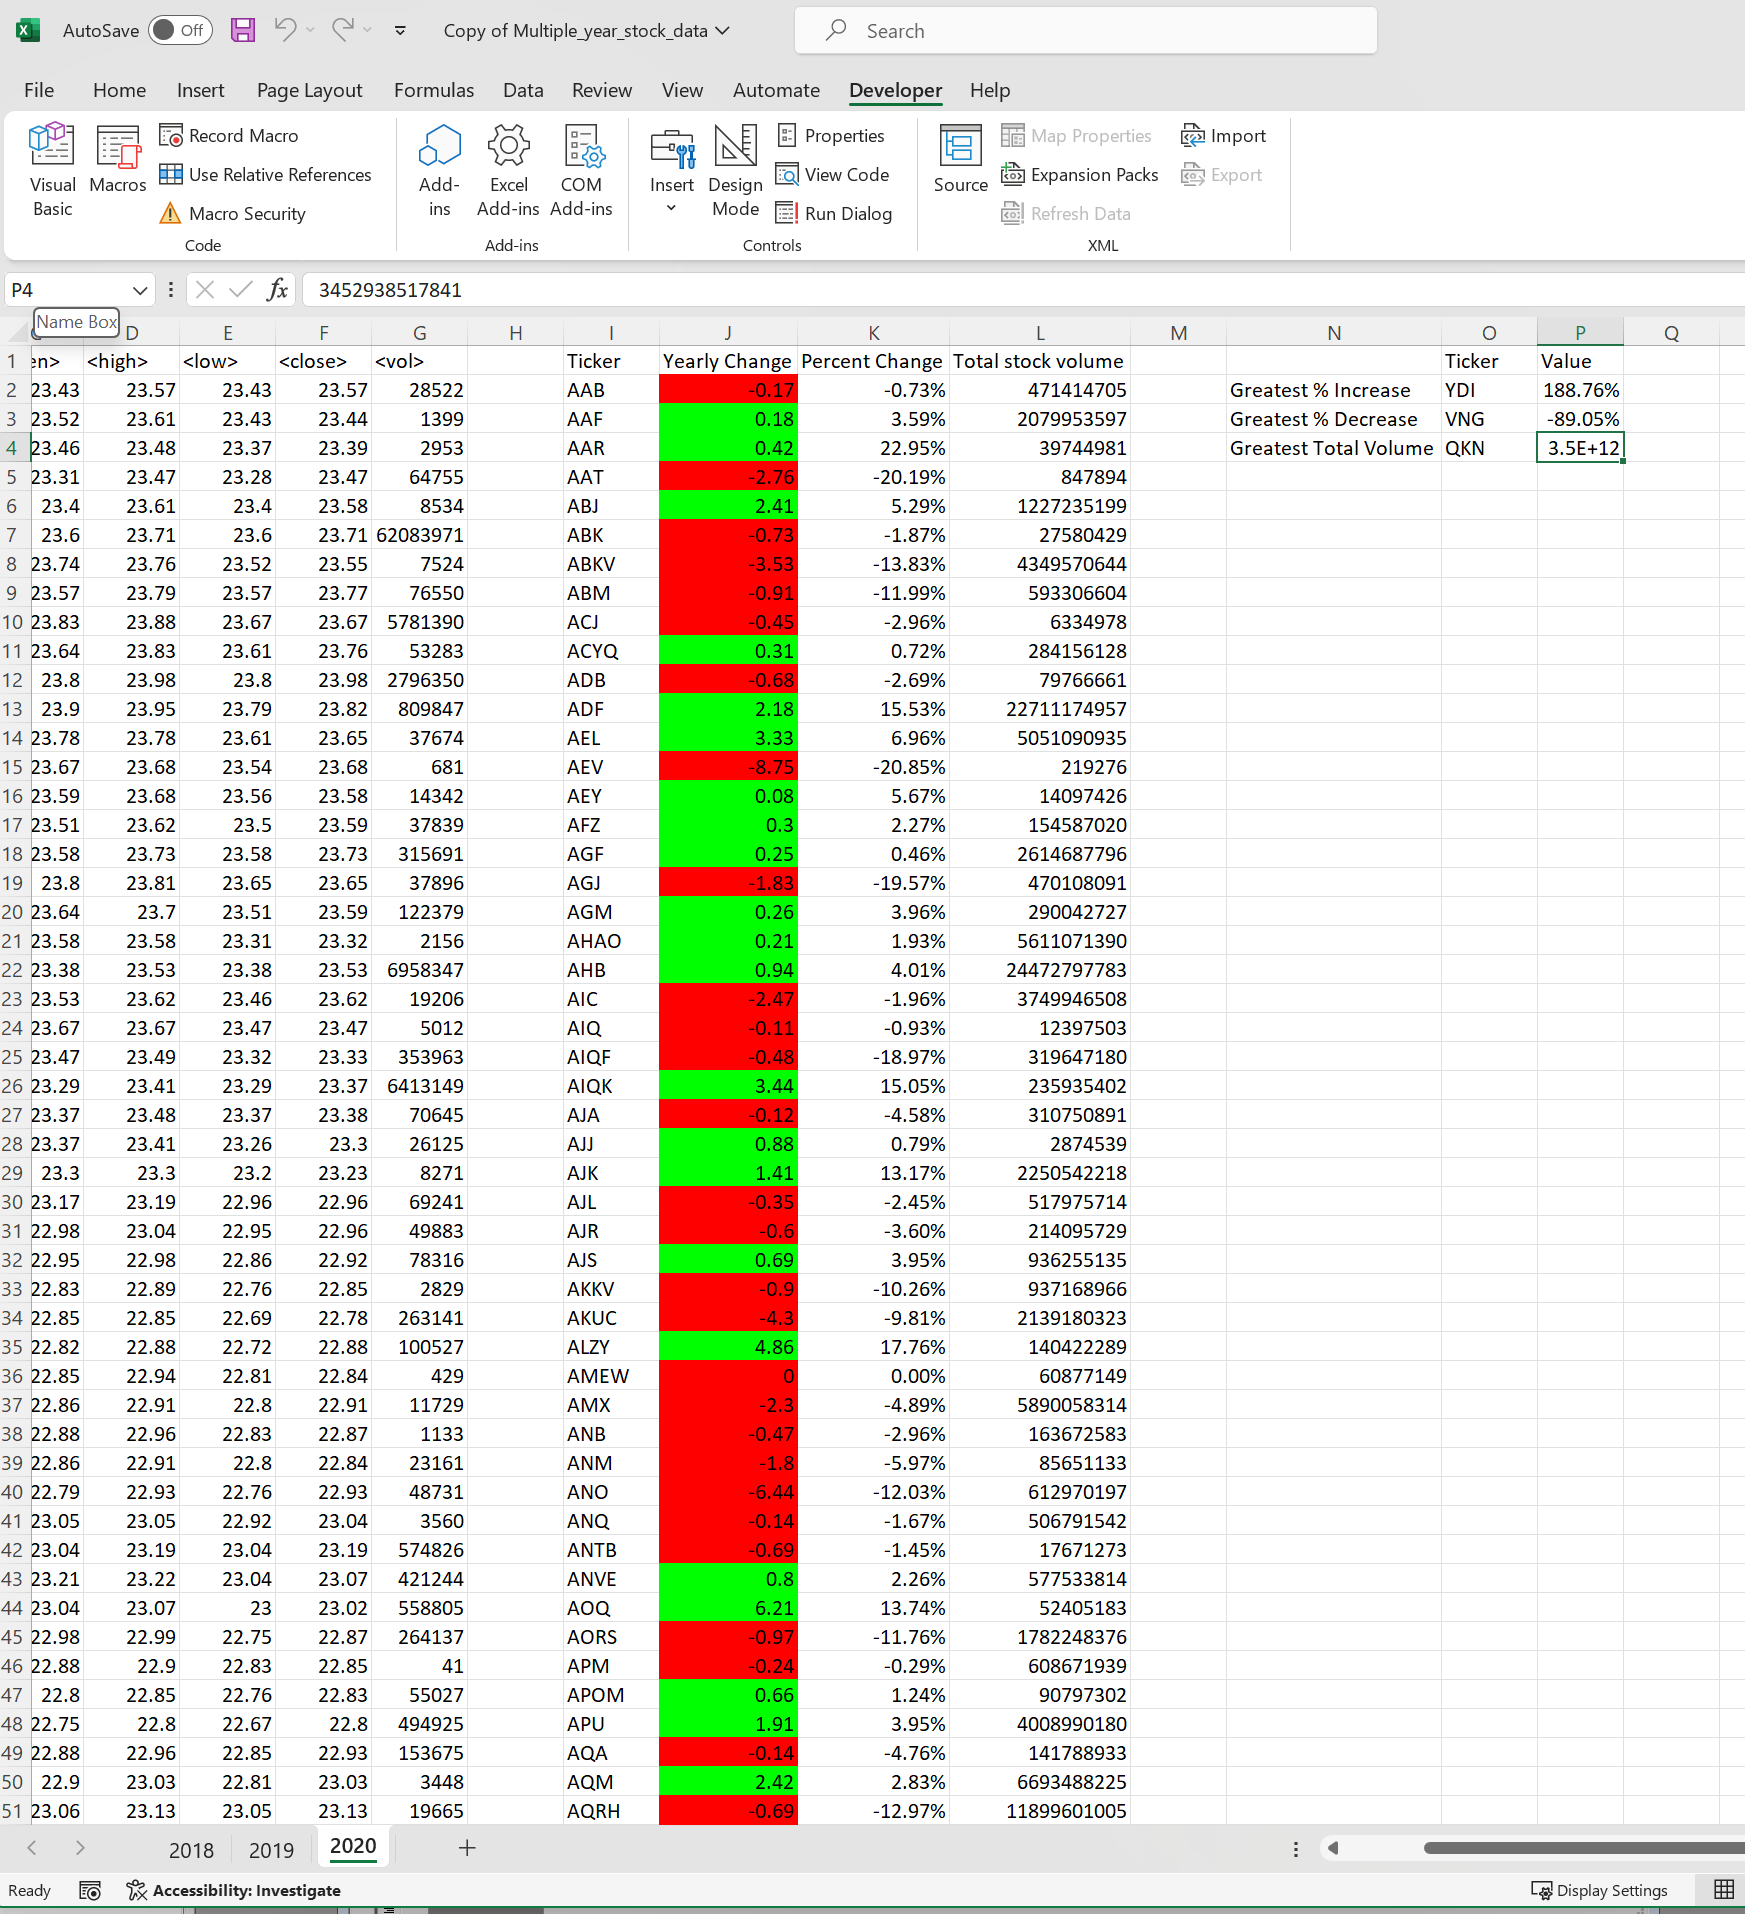 AutoSave Off Copy of Multiple_year_stock_data Search
File Home Insert Page Layout Formulas Data Review View Automate Developer Help
Visual Basic
Macros
Record Macro
Use Relative References
Macro Security
Code
Add-ins
Excel Add-ins
COM Add-ins
Add-ins
Insert
Design Mode
Properties
View Code
Run Dialog
Controls
Source
Map Properties
Expansion Packs
Refresh Data
Import
Export
XML
P4 fx 3452938517841
Name Box
D E F G H I J K L M N O P Q
1 en> <high> <low> <close> <vol> Ticker Yearly Change Percent Change Total stock volume Ticker Value
2 23.43 23.57 23.43 23.57 28522 AAB -0.17 -0.73% 471414705 Greatest % Increase YDI 188.76%
3 23.52 23.61 23.43 23.44 1399 AAF 0.18 3.59% 2079953597 Greatest % Decrease VNG -89.05%
4 23.46 23.48 23.37 23.39 2953 AAR 0.42 22.95% 39744981 Greatest Total Volume QKN 3.5E+12
5 23.31 23.47 23.28 23.47 64755 AAT -2.76 -20.19% 847894
6 23.4 23.61 23.4 23.58 8534 ABJ 2.41 5.29% 1227235199
7 23.6 23.71 23.6 23.71 62083971 ABK -0.73 -1.87% 27580429
8 23.74 23.76 23.52 23.55 7524 ABKV -3.53 -13.83% 4349570644
9 23.57 23.79 23.57 23.77 76550 ABM -0.91 -11.99% 593306604
10 23.83 23.88 23.67 23.67 5781390 ACJ -0.45 -2.96% 6334978
11 23.64 23.83 23.61 23.76 53283 ACYQ 0.31 0.72% 284156128
12 23.8 23.98 23.8 23.98 2796350 ADB -0.68 -2.69% 79766661
13 23.9 23.95 23.79 23.82 809847 ADF 2.18 15.53% 22711174957
14 23.78 23.78 23.61 23.65 37674 AEL 3.33 6.96% 5051090935
15 23.67 23.68 23.54 23.68 681 AEV -8.75 -20.85% 219276
16 23.59 23.68 23.56 23.58 14342 AEY 0.08 5.67% 14097426
17 23.51 23.62 23.5 23.59 37839 AFZ 0.3 2.27% 154587020
18 23.58 23.73 23.58 23.73 315691 AGF 0.25 0.46% 2614687796
19 23.8 23.81 23.65 23.65 37896 AGJ -1.83 -19.57% 470108091
20 23.64 23.7 23.51 23.59 122379 AGM 0.26 3.96% 290042727
21 23.58 23.58 23.31 23.32 2156 AHAO 0.21 1.93% 5611071390
22 23.38 23.53 23.38 23.53 6958347 AHB 0.94 4.01% 24472797783
23 23.53 23.62 23.46 23.62 19206 AIC -2.47 -1.96% 3749946508
24 23.67 23.67 23.47 23.47 5012 AIQ -0.11 -0.93% 12397503
25 23.47 23.49 23.32 23.33 353963 AIQF -0.48 -18.97% 319647180
26 23.29 23.41 23.29 23.37 6413149 AIQK 3.44 15.05% 235935402
27 23.37 23.48 23.37 23.38 70645 AJA -0.12 -4.58% 310750891
28 23.37 23.41 23.26 23.3 26125 AJJ 0.88 0.79% 2874539
29 23.3 23.3 23.2 23.23 8271 AJK 1.41 13.17% 2250542218
30 23.17 23.19 22.96 22.96 69241 AJL -0.35 -2.45% 517975714
31 22.98 23.04 22.95 22.96 49883 AJR -0.6 -3.60% 214095729
32 22.95 22.98 22.86 22.92 78316 AJS 0.69 3.95% 936255135
33 22.83 22.89 22.76 22.85 2829 AKKV -0.9 -10.26% 937168966
34 22.85 22.85 22.69 22.78 263141 AKUC -4.3 -9.81% 2139180323
35 22.82 22.88 22.72 22.88 100527 ALZY 4.86 17.76% 140422289
36 22.85 22.94 22.81 22.84 429 AMEW 0 0.00% 60877149
37 22.86 22.91 22.8 22.91 11729 AMX -2.3 -4.89% 5890058314
38 22.88 22.96 22.83 22.87 1133 ANB -0.47 -2.96% 163672583
39 22.86 22.91 22.8 22.84 23161 ANM -1.8 -5.97% 85651133
40 22.79 22.93 22.76 22.93 48731 ANO -6.44 -12.03% 612970197
41 23.05 23.05 22.92 23.04 3560 ANQ -0.14 -1.67% 506791542
42 23.04 23.19 23.04 23.19 574826 ANTB -0.69 -1.45% 17671273
43 23.21 23.22 23.04 23.07 421244 ANVE 0.8 2.26% 577533814
44 23.04 23.07 23 23.02 558805 AOQ 6.21 13.74% 52405183
45 22.98 22.99 22.75 22.87 264137 AORS -0.97 -11.76% 1782248376
46 22.88 22.9 22.83 22.85 41 APM -0.24 -0.29% 608671939
47 22.8 22.85 22.76 22.83 55027 APOM 0.66 1.24% 90797302
48 22.75 22.8 22.67 22.8 494925 APU 1.91 3.95% 4008990180
49 22.88 22.96 22.85 22.93 153675 AQA -0.14 -4.76% 141788933
50 22.9 23.03 22.81 23.03 3448 AQM 2.42 2.83% 6693488225
51 23.06 23.13 23.05 23.13 19665 AQRH -0.69 -12.97% 11899601005
2018 2019 2020 +
Ready Accessibility: Investigate Display Settings